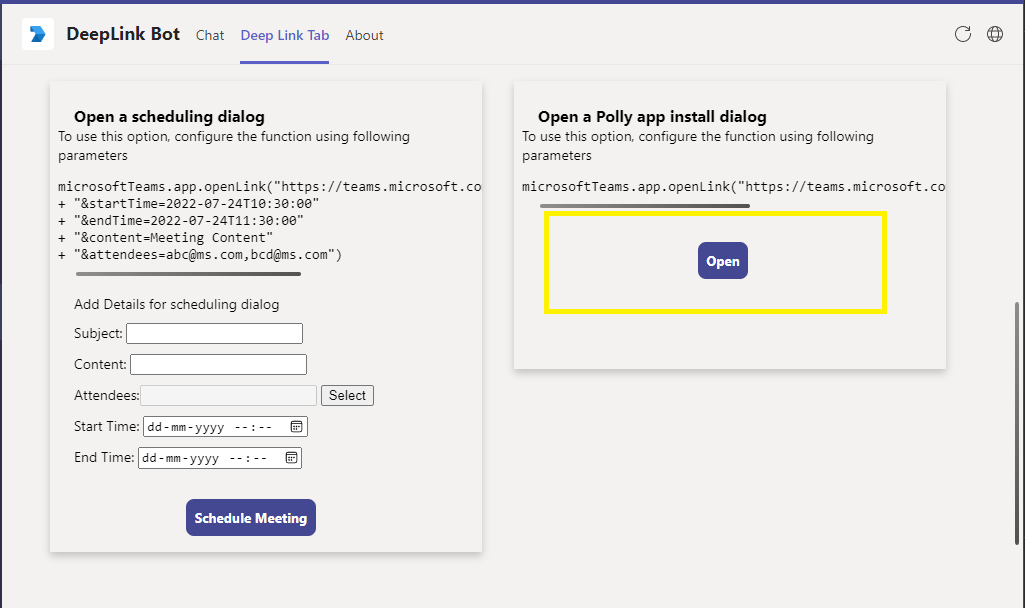 DeepLink Bot Chat Deep Link Tab About
Open a scheduling dialog
To use this option, configure the function using following
parameters
microsoftTeams.app.openLink("https://teams.microsoft.co
+ "&startTime=2022-07-24T10:30:00"
+ "&endTime=2022-07-24T11:30:00"
+ "&content=Meeting Content"
+ "&attendees=abc@ms.com,bcd@ms.com")
Add Details for scheduling dialog
Subject:
Content:
Attendees: Select
Start Time: dd-mm-yyyy --:--
End Time: dd-mm-yyyy --:--
Schedule Meeting
Open a Polly app install dialog
To use this option, configure the function using following
parameters
microsoftTeams.app.openLink("https://teams.microsoft.co
Open